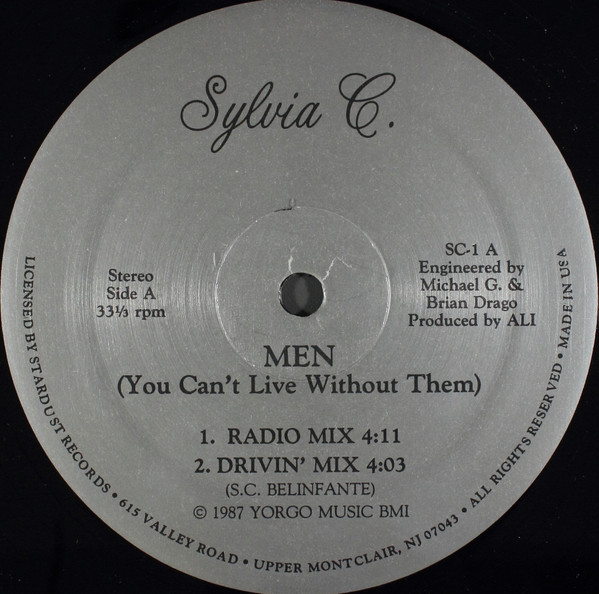 Sylvia C.
Stereo
Side A
33⅓ rpm
SC-1 A
Engineered by
Michael G. &
Brian Drago
Produced by ALI
MEN
(You Can't Live Without Them)
1. RADIO MIX 4:11
2. DRIVIN' MIX 4:03
(S.C. BELINFANTE)
© 1987 YORGO MUSIC BMI
LICENSED BY STARDUST RECORDS • 615 VALLEY ROAD • UPPER MONTCLAIR, NJ 07043 • ALL RIGHTS RESERVED • MADE IN USA